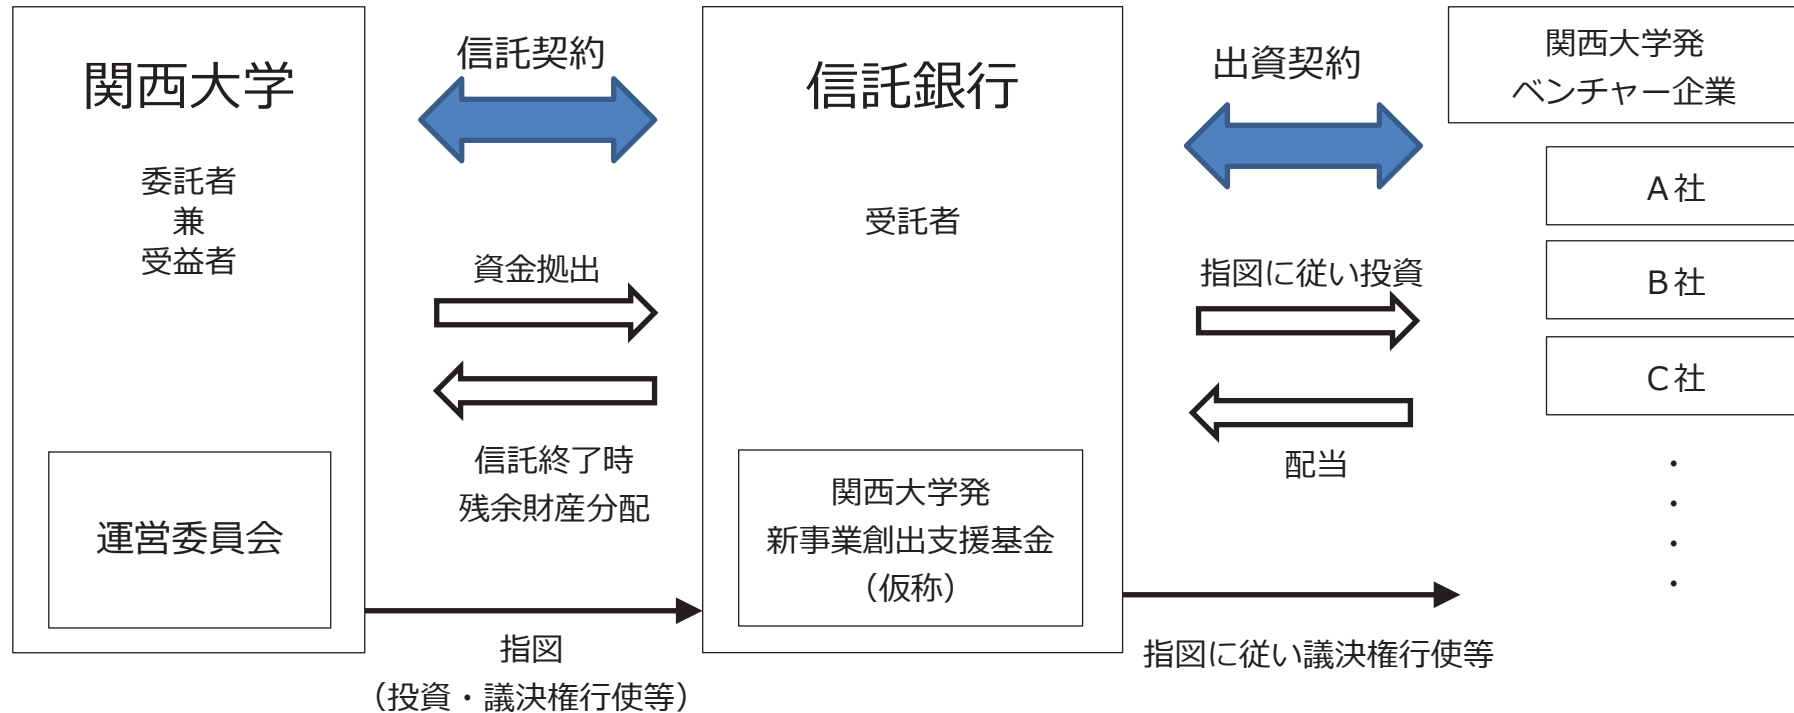 関西大学
委託者
兼
受益者
運営委員会
信託契約
資金拠出
信託終了時
残余財産分配
指図
（投資・議決権行使等）
信託銀行
受託者
関西大学発
新事業創出支援基金
（仮称）
出資契約
指図に従い投資
配当
指図に従い議決権行使等
関西大学発
ベンチャー企業
A社
B社
C社
・
・
・
・